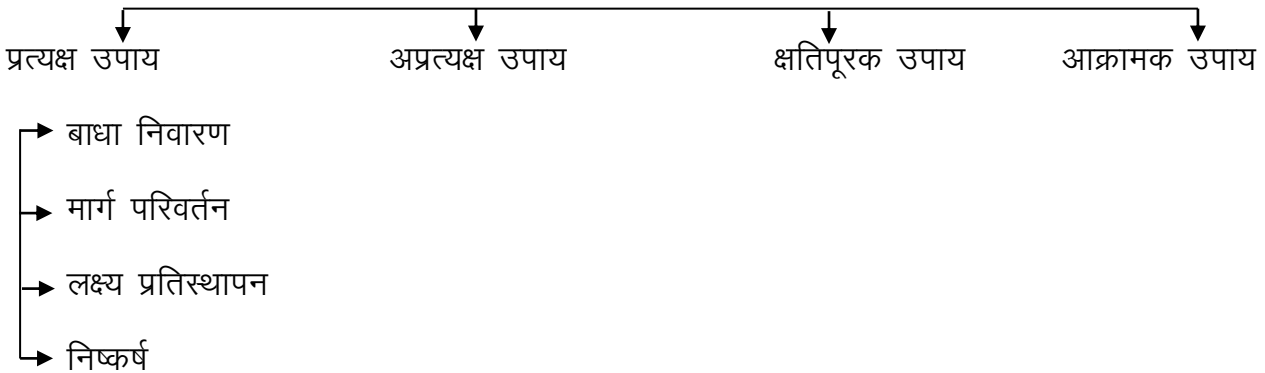 प्रत्यक्ष उपाय अप्रत्यक्ष उपाय क्षतिपूरक उपाय आक्रामक उपाय
बाधा निवारण
मार्ग परिवर्तन
लक्ष्य प्रतिस्थापन
निष्कर्ष